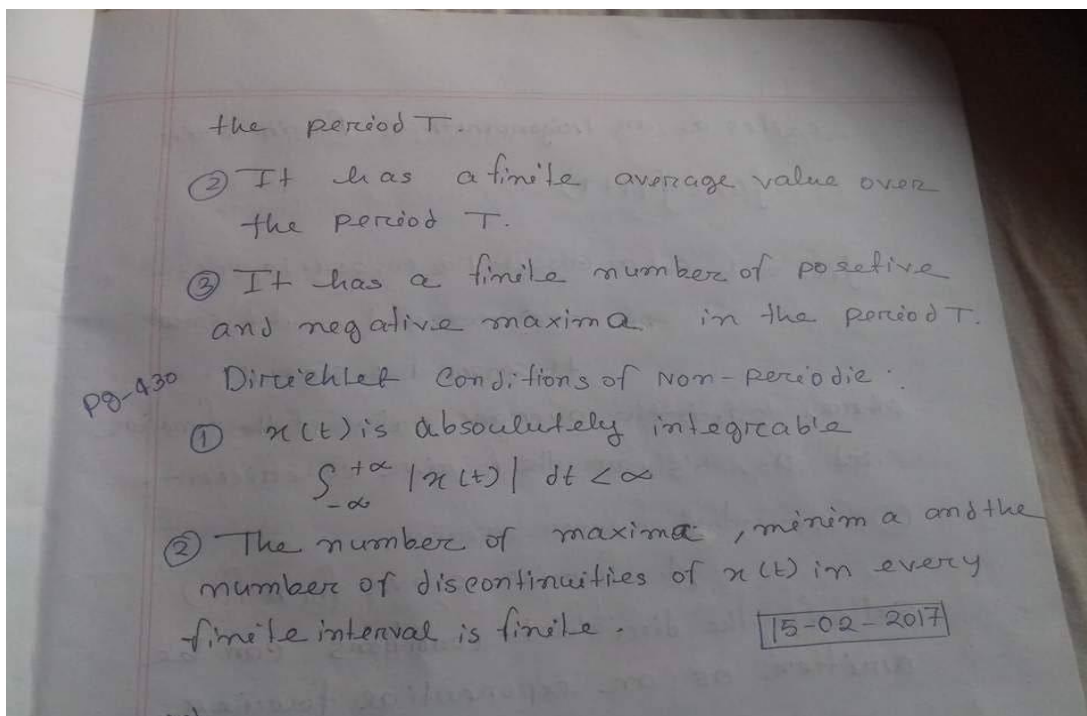 the period T.
② It has a finite average value over
the period T.
③ It has a finite number of posetive
and negative maxima in the period T.
Pg-430 Diriehlet Conditions of Non-periodic.
① x(t) is absoulutely integrable
∫_{-∞}^{+∞} |x(t)| dt < ∞
② The number of maxima, minima and the
number of discontinuities of x(t) in every
finite interval is finite.
15-02-2017